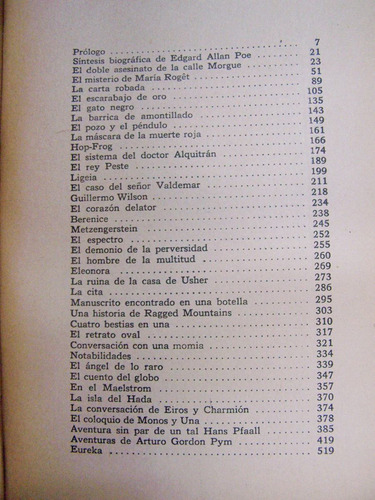 Prólogo 7
Síntesis biográfica de Edgard Allan Poe 21
El doble asesinato de la calle Morgue 23
El misterio de María Rogêt 51
La carta robada 89
El escarabajo de oro 105
El gato negro 135
La barrica de amontillado 143
El pozo y el péndulo 149
La máscara de la muerte roja 161
Hop-Frog 166
El sistema del doctor Alquitrán 174
El rey Peste 189
Ligeia 199
El caso del señor Valdemar 211
Guillermo Wilson 218
El corazón delator 234
Berenice 238
Metzengerstein 245
El espectro 252
El demonio de la perversidad 255
El hombre de la multitud 260
Eleonora 269
La ruina de la casa de Usher 273
La cita 286
Manuscrito encontrado en una botella 295
Una historia de Ragged Mountains 303
Cuatro bestias en una 310
El retrato oval 317
Conversación con una momia 321
Notabilidades 334
El ángel de lo raro 339
El cuento del globo 347
En el Maelstrom 357
La isla del Hada 370
La conversación de Eiros y Charmión 374
El coloquio de Monos y Una 378
Aventura sin par de un tal Hans Pfaall 385
Aventuras de Arturo Gordon Pym 419
Eureka 519